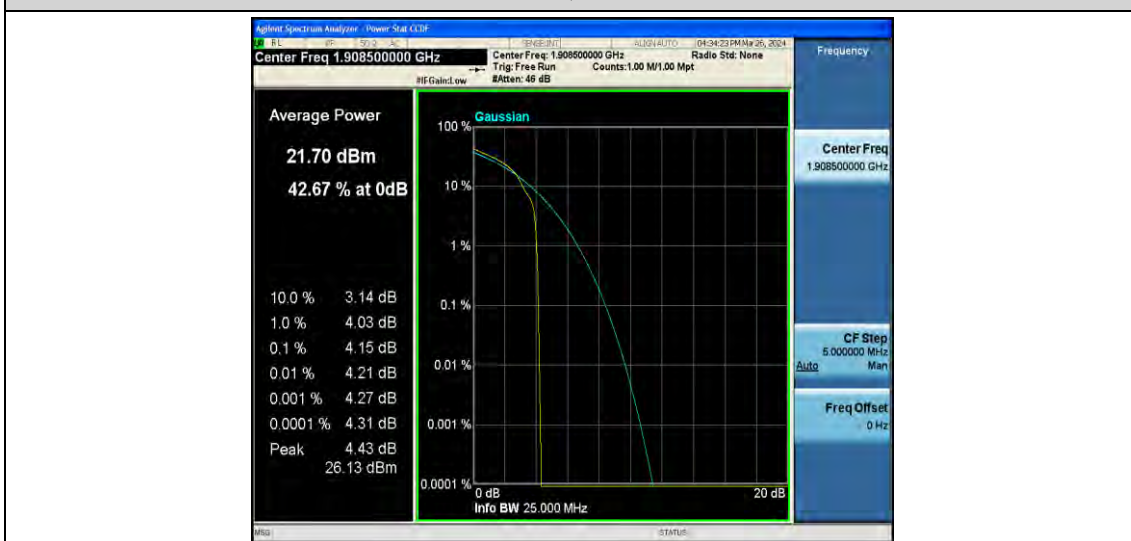 Agilent Spectrum Analyzer - Power Stat CCDF
RL RF 50 Ω AC SENSE:INT ALIGN AUTO 04:34:23 PM Mar 26, 2024
Center Freq 1.908500000 GHz
Center Freq: 1.908500000 GHz Radio Std: None
Trig: Free Run Counts:1.00 M/1.00 Mpt
#IFGain:Low #Atten: 46 dB
Frequency
Average Power
21.70 dBm
42.67 % at 0dB
10.0 % 3.14 dB
1.0 % 4.03 dB
0.1 % 4.15 dB
0.01 % 4.21 dB
0.001 % 4.27 dB
0.0001 % 4.31 dB
Peak 4.43 dB
26.13 dBm
Gaussian
100 %
10 %
1 %
0.1 %
0.01 %
0.001 %
0.0001 %
0 dB 20 dB
Info BW 25.000 MHz
Center Freq
1.908500000 GHz
CF Step
5.000000 MHz
Auto Man
Freq Offset
0 Hz
MSG STATUS